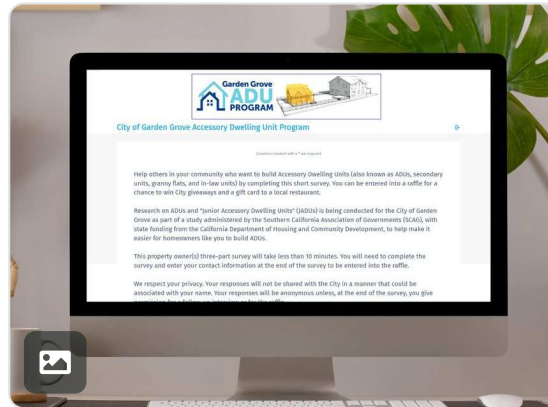 Garden Grove
ADU
PROGRAM
City of Garden Grove Accessory Dwelling Unit Program
Help others in your community who want to build Accessory Dwelling Units (also known as ADUs, secondary
units, granny flats, and in-law units) by completing this short survey. You can be entered into a raffle for a
chance to win City giveaways and a gift card to a local restaurant.
Research on ADUs and "Junior Accessory Dwelling Units" (JADUs) is being conducted for the City of Garden
Grove as part of a study administered by the Southern California Association of Governments (SCAG), with
state funding from the California Department of Housing and Community Development, to help make it
easier for homeowners like you to build ADUs.
This property owner(s) three-part survey will take less than 10 minutes. You will need to complete the
survey and enter your contact information at the end of the survey to be entered into the raffle.
We respect your privacy. Your responses will not be shared with the City in a manner that could be
associated with your name. Your responses will be anonymous unless, at the end of the survey, you give